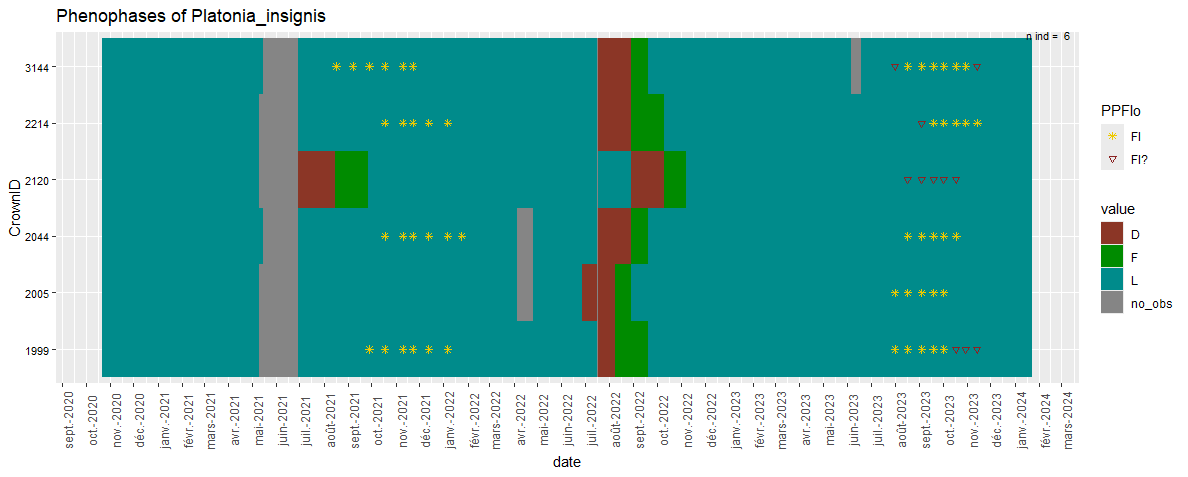 Phenophases of Platonia_insignis
n ind = 6
CrownID
3144
2214
2120
2044
2005
1999
sept.-2020
oct.-2020
nov.-2020
déc.-2020
janv.-2021
févr.-2021
mars-2021
avr.-2021
mai-2021
juin-2021
juil.-2021
août-2021
sept.-2021
oct.-2021
nov.-2021
déc.-2021
janv.-2022
févr.-2022
mars-2022
avr.-2022
mai-2022
juin-2022
juil.-2022
août-2022
sept.-2022
oct.-2022
nov.-2022
déc.-2022
janv.-2023
févr.-2023
mars-2023
avr.-2023
mai-2023
juin-2023
juil.-2023
août-2023
sept.-2023
oct.-2023
nov.-2023
déc.-2023
janv.-2024
févr.-2024
mars-2024
date
PPFlo
Fl
Fl?
value
D
F
L
no_obs